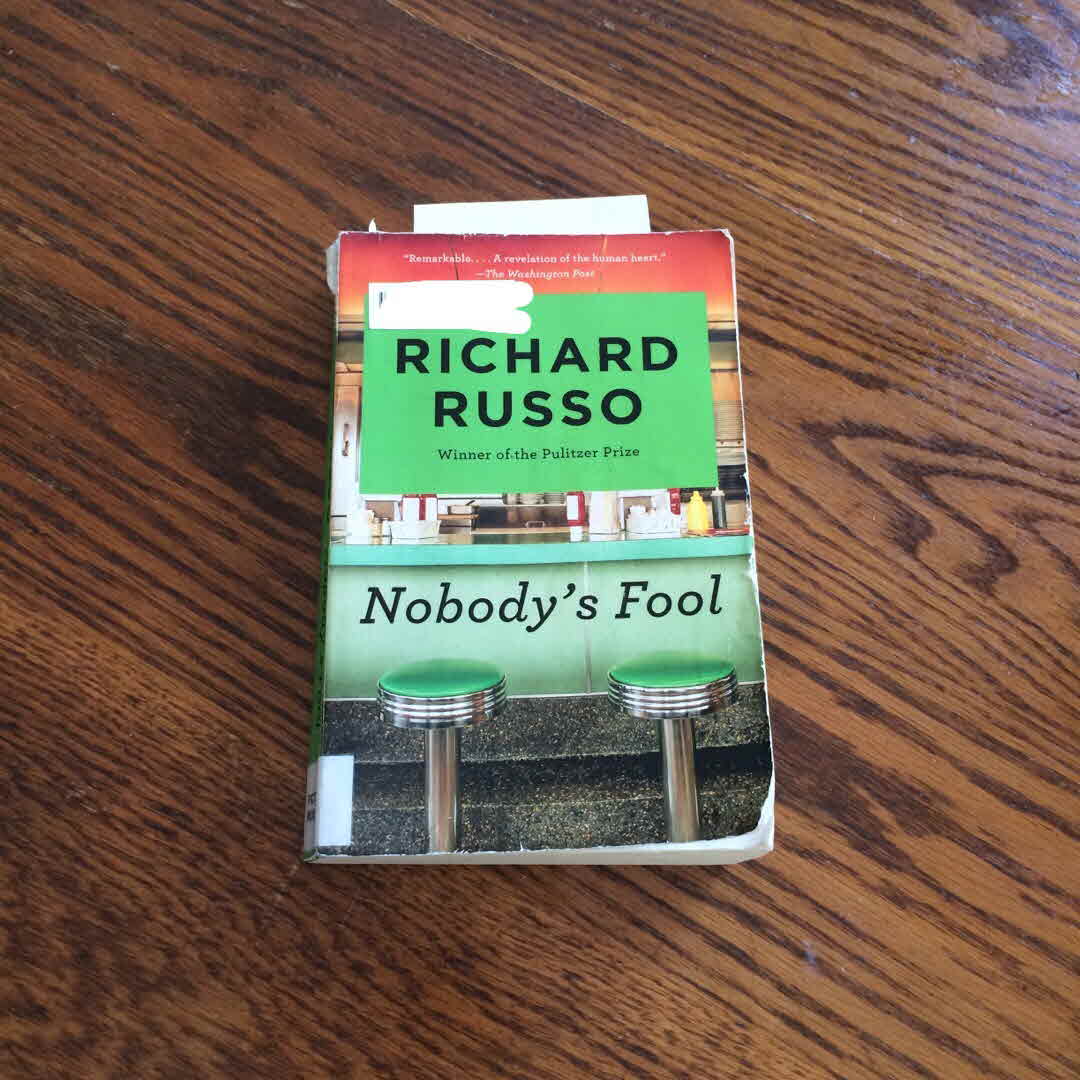 “Remarkable. . . . A revelation of the human heart.”
—The Washington Post
RICHARD
RUSSO
Winner of the Pulitzer Prize
Nobody’s Fool